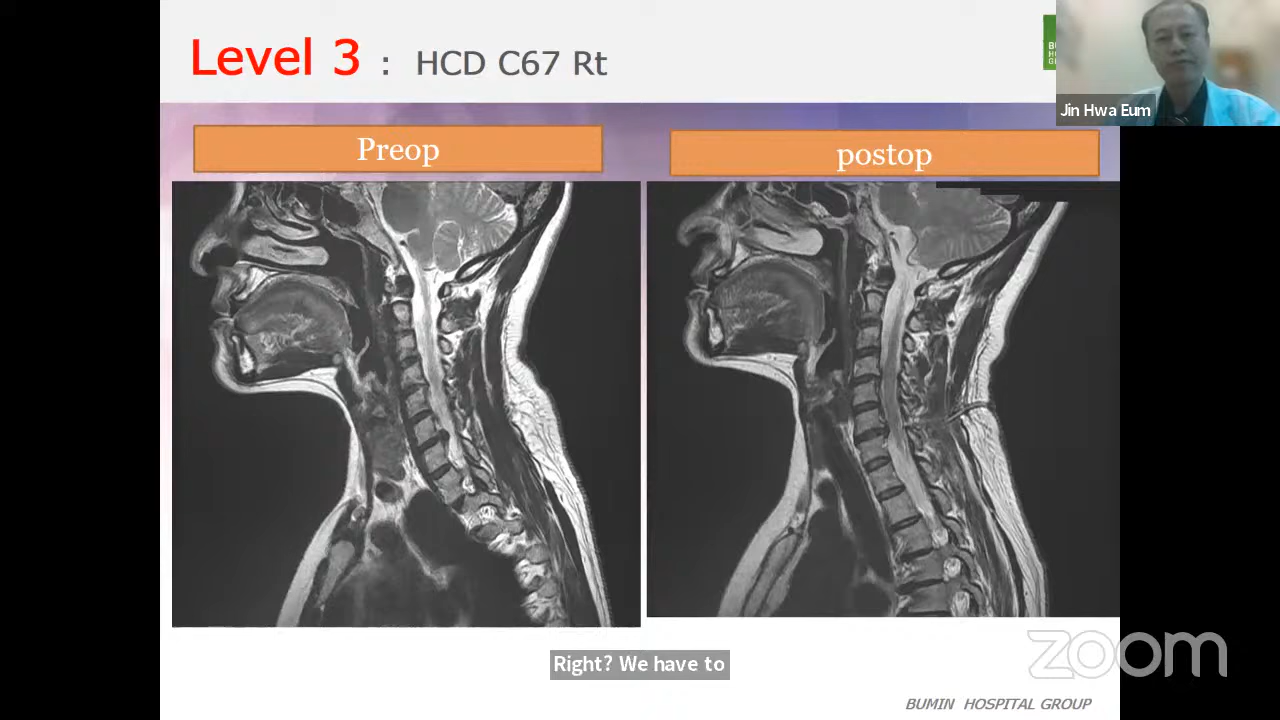 Level 3 : HCD C67 Rt
Jin Hwa Eum
Preop
postop
Right? We have to
zoom
BUMIN HOSPITAL GROUP